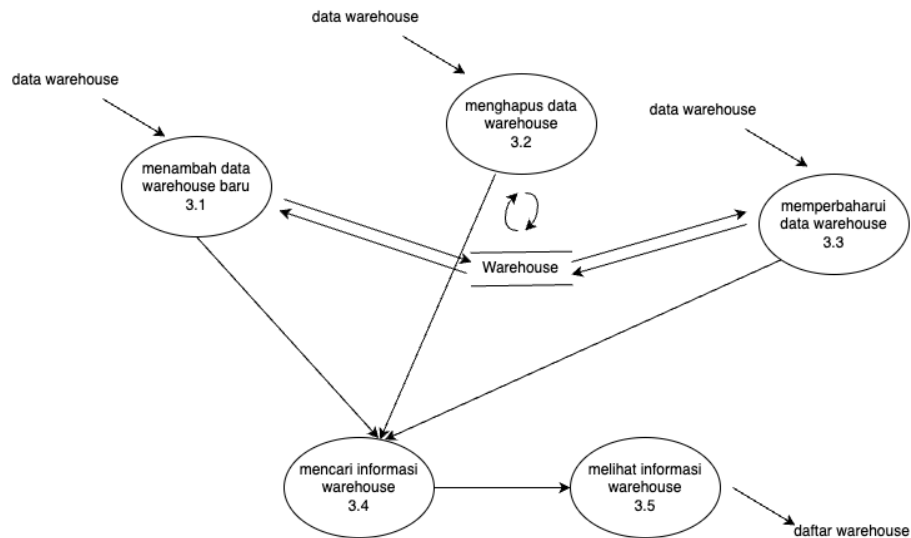 data warehouse
data warehouse
menghapus data
warehouse
3.2
data warehouse
menambah data
warehouse baru
3.1
memperbaharui
data warehouse
3.3
Warehouse
mencari informasi
warehouse
3.4
melihat informasi
warehouse
3.5
daftar warehouse